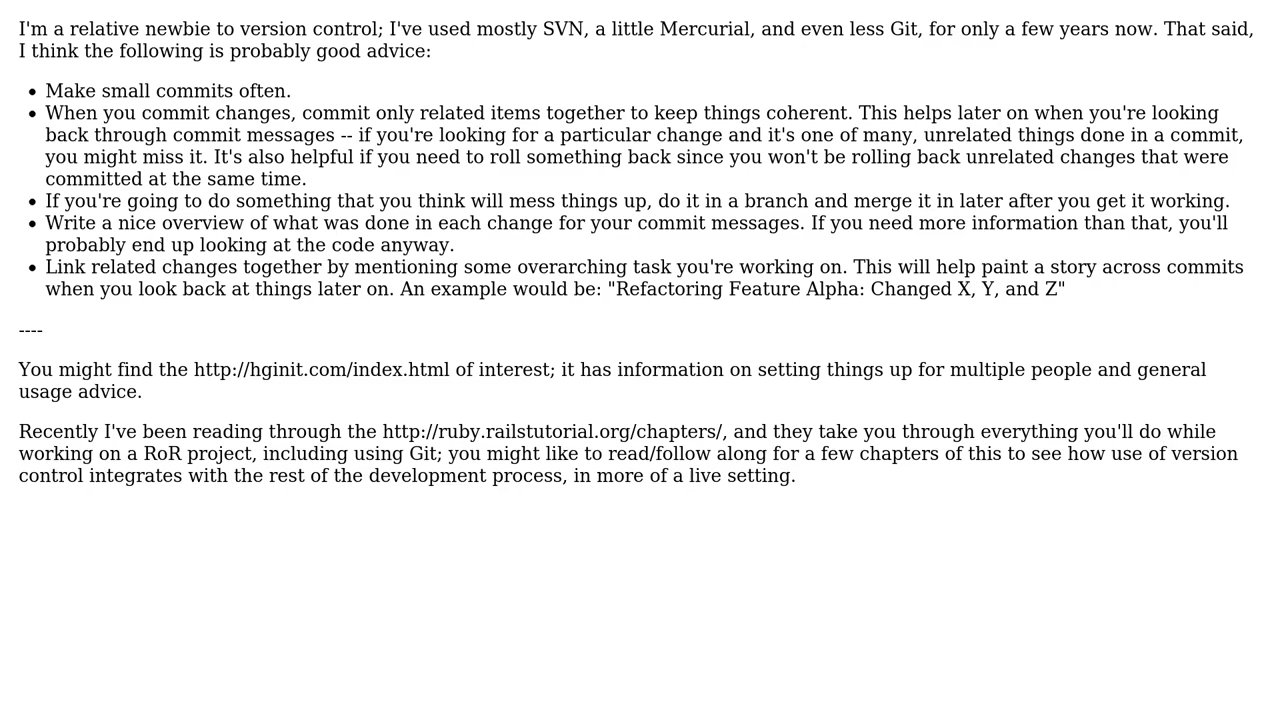 I'm a relative newbie to version control; I've used mostly SVN, a little Mercurial, and even less Git, for only a few years now. That said,
I think the following is probably good advice:
• Make small commits often.
• When you commit changes, commit only related items together to keep things coherent. This helps later on when you're looking
back through commit messages -- if you're looking for a particular change and it's one of many, unrelated things done in a commit,
you might miss it. It's also helpful if you need to roll something back since you won't be rolling back unrelated changes that were
committed at the same time.
• If you're going to do something that you think will mess things up, do it in a branch and merge it in later after you get it working.
• Write a nice overview of what was done in each change for your commit messages. If you need more information than that, you'll
probably end up looking at the code anyway.
• Link related changes together by mentioning some overarching task you're working on. This will help paint a story across commits
when you look back at things later on. An example would be: "Refactoring Feature Alpha: Changed X, Y, and Z"
----
You might find the http://hginit.com/index.html of interest; it has information on setting things up for multiple people and general
usage advice.
Recently I've been reading through the http://ruby.railstutorial.org/chapters/, and they take you through everything you'll do while
working on a RoR project, including using Git; you might like to read/follow along for a few chapters of this to see how use of version
control integrates with the rest of the development process, in more of a live setting.